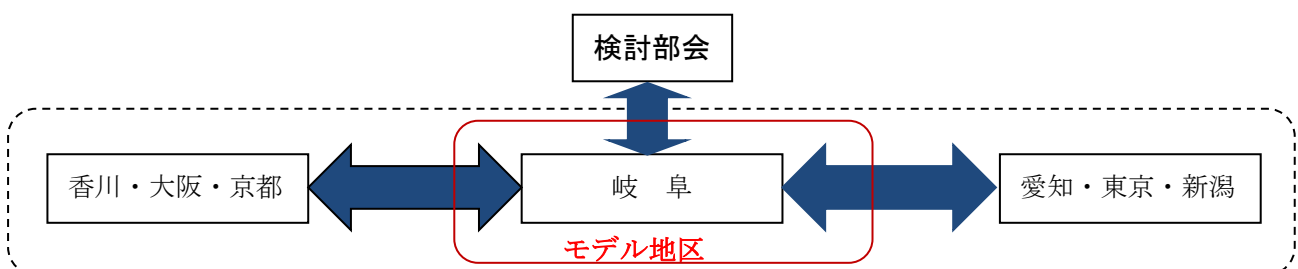 検討部会
香川・大阪・京都
岐　阜
愛知・東京・新潟
モデル地区